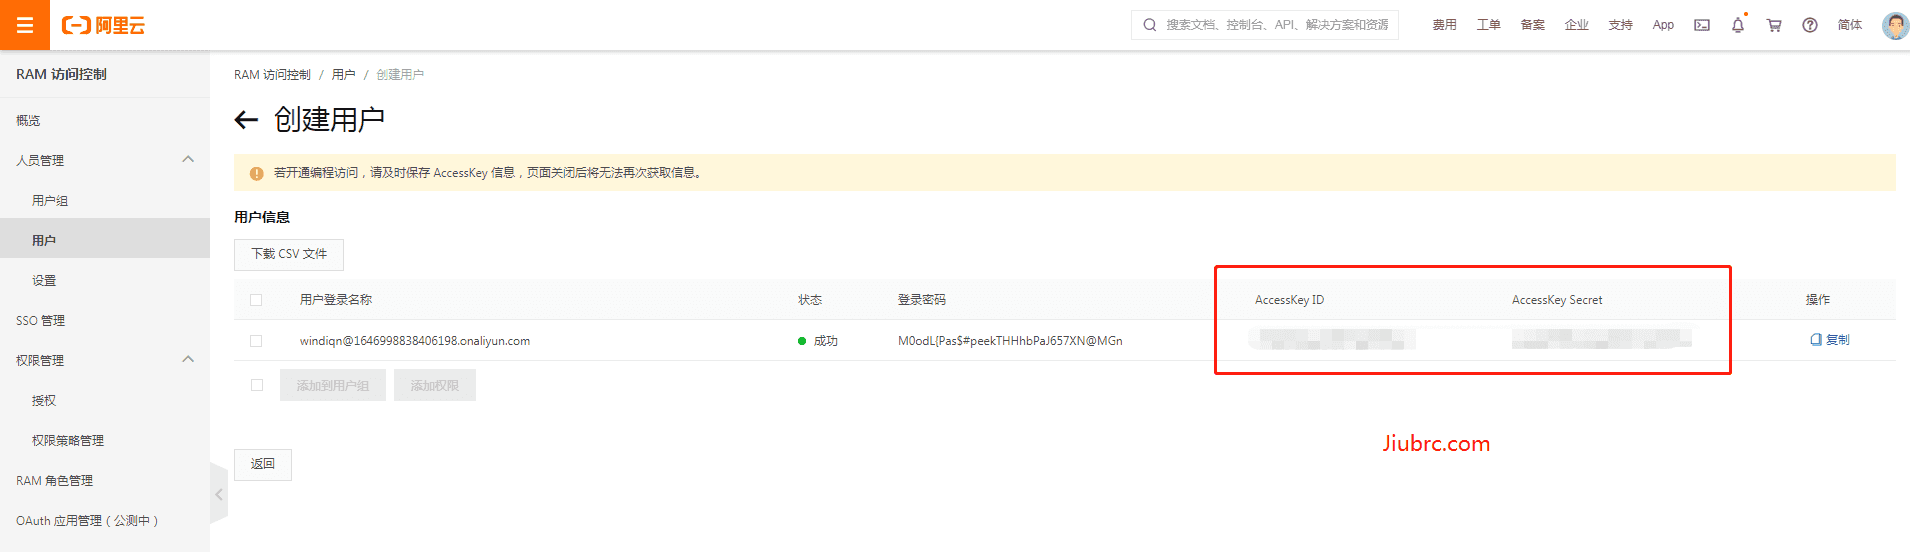 阿里云
搜索文档、控制台、API、解决方案和资源
费用 工单 备案 企业 支持 App 简体
RAM 访问控制
概览
人员管理
用户组
用户
设置
SSO 管理
权限管理
授权
权限策略管理
RAM 角色管理
OAuth 应用管理（公测中）
RAM 访问控制 / 用户 / 创建用户
创建用户
若开通编程访问，请及时保存 AccessKey 信息，页面关闭后将无法再次获取信息。
用户信息
下载 CSV 文件
用户登录名称 状态 登录密码 AccessKey ID AccessKey Secret 操作
windiqn@1646998838406198.onaliyun.com 成功 M0odL{Pas$#peekTHHhbPaJ657XN@MGn 复制
添加到用户组 添加权限
Jiubrc.com
返回